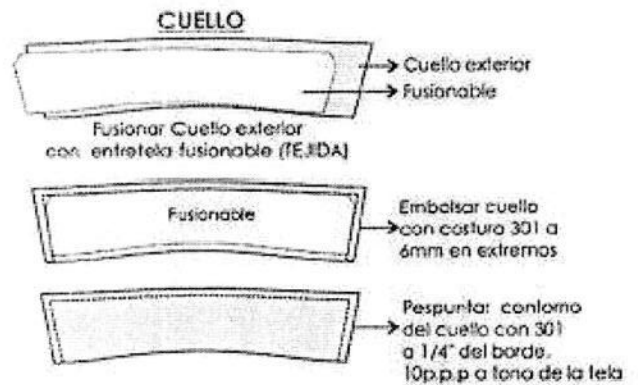 CUELLO
Cuello exterior
Fusionable
Fusionar Cuello exterior
con entretela fusionable (TEJIDA)
Fusionable
Embolsar cuello
con costura 301 a
6mm en extremos
Pespuntar contorno
del cuello con 301
a 1/4" del borde,
10p.p.p a tono de la tela